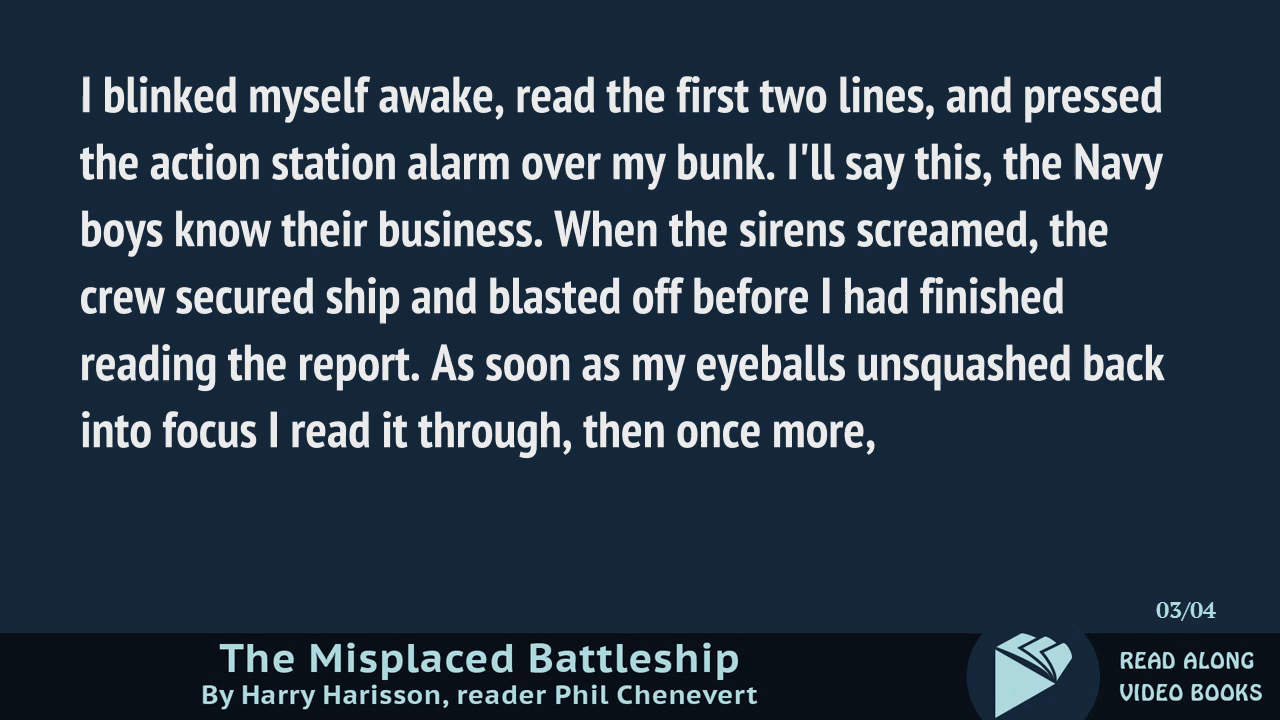 I blinked myself awake, read the first two lines, and pressed
the action station alarm over my bunk. I'll say this, the Navy
boys know their business. When the sirens screamed, the
crew secured ship and blasted off before I had finished
reading the report. As soon as my eyeballs unsquashed back
into focus I read it through, then once more,
03/04
The Misplaced Battleship
By Harry Harisson, reader Phil Chenevert
READ ALONG
VIDEO BOOKS